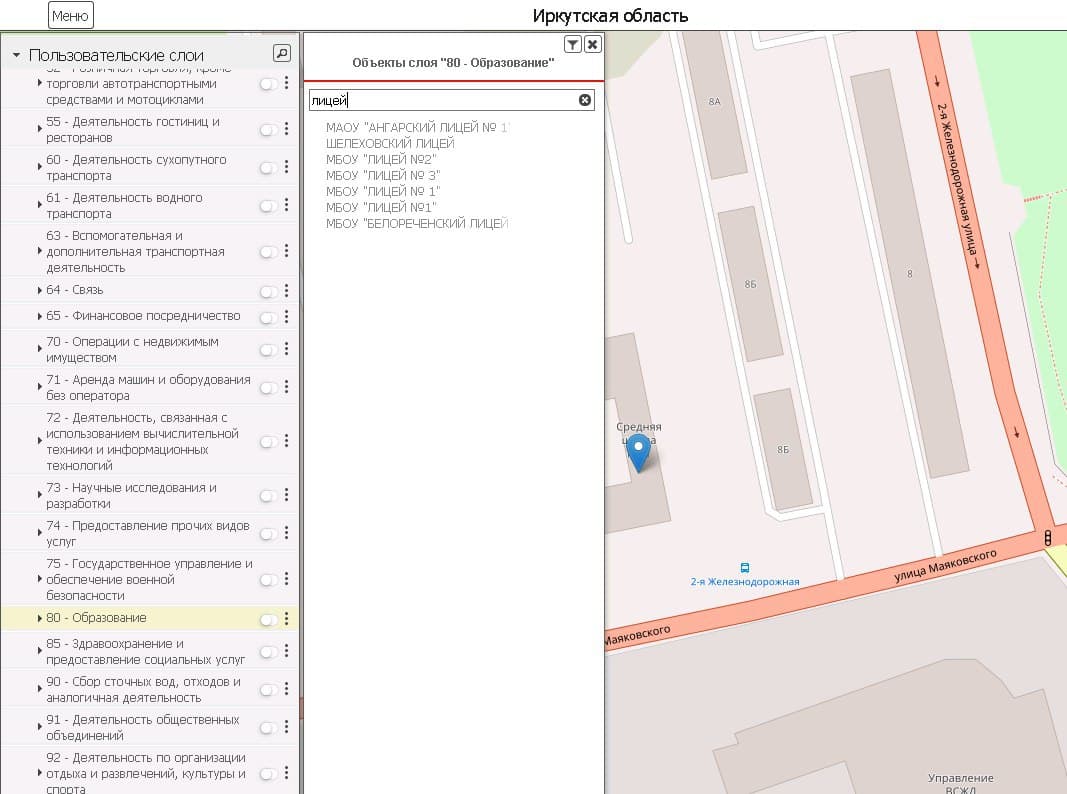 Меню
Иркутская область
Пользовательские слои
торговли автотранспортными
средствами и мотоциклами
55 - Деятельность гостиниц и
ресторанов
60 - Деятельность сухопутного
транспорта
61 - Деятельность водного
транспорта
63 - Вспомогательная и
дополнительная транспортная
деятельность
64 - Связь
65 - Финансовое посредничество
70 - Операции с недвижимым
имуществом
71 - Аренда машин и оборудования
без оператора
72 - Деятельность, связанная с
использованием вычислительной
техники и информационных
технологий
73 - Научные исследования и
разработки
74 - Предоставление прочих видов
услуг
75 - Государственное управление и
обеспечение военной
безопасности
80 - Образование
85 - Здравоохранение и
предоставление социальных услуг
90 - Сбор сточных вод, отходов и
аналогичная деятельность
91 - Деятельность общественных
объединений
92 - Деятельность по организации
отдыха и развлечений, культуры и
спорта
Объекты слоя "80 - Образование"
лицей
МАОУ "АНГАРСКИЙ ЛИЦЕЙ № 1
ШЕЛЕХОВСКИЙ ЛИЦЕЙ
МБОУ "ЛИЦЕЙ №2"
МБОУ "ЛИЦЕЙ № 3"
МБОУ "ЛИЦЕЙ № 1"
МБОУ "ЛИЦЕЙ №1"
МБОУ "БЕЛОРЕЧЕНСКИЙ ЛИЦЕЙ
8А
2-я Железнодорожная улица
8
8Б
Средняя
8Б
улица Маяковского
2-я Железнодорожная
Маяковского
Управление
ВСЖД